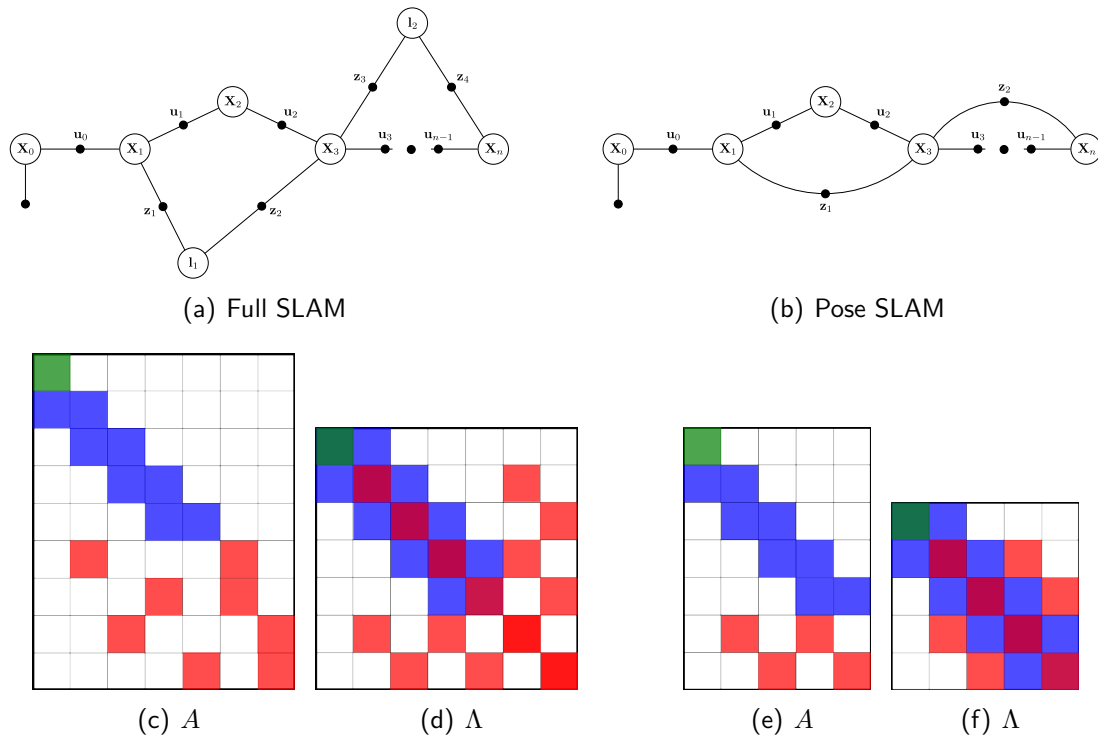 l₂
z₃ z₄
X₂
u₁ u₂
u₀ u₃ uₙ₋₁
X₀ X₁ X₃ Xₙ
z₁ z₂
l₁
(a) Full SLAM
z₂
X₂
u₁ u₂
u₀ u₃ uₙ₋₁
X₀ X₁ X₃ Xₙ
z₁
(b) Pose SLAM
(c) A
(d) Λ
(e) A
(f) Λ